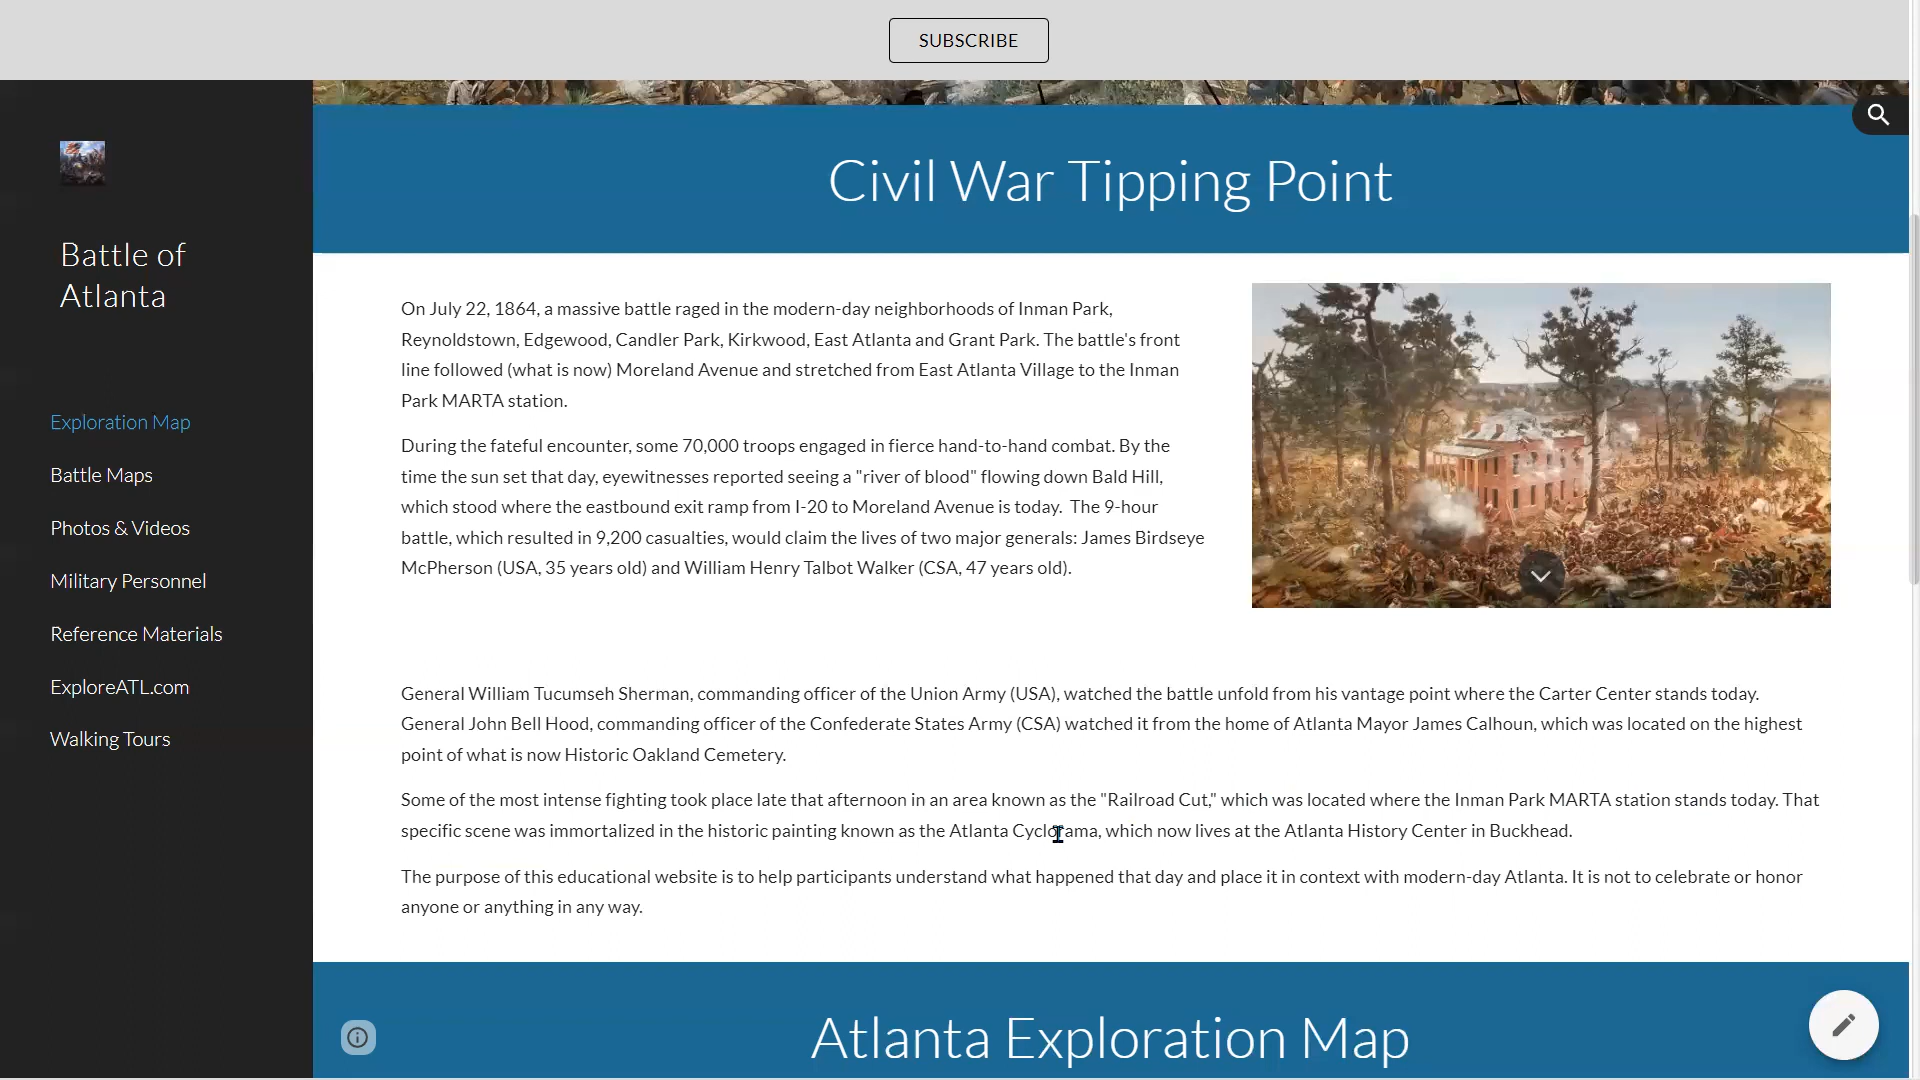 SUBSCRIBE
Battle of
Atlanta
Exploration Map
Battle Maps
Photos & Videos
Military Personnel
Reference Materials
ExploreATL.com
Walking Tours
Civil War Tipping Point
On July 22, 1864, a massive battle raged in the modern-day neighborhoods of Inman Park,
Reynoldstown, Edgewood, Candler Park, Kirkwood, East Atlanta and Grant Park. The battle's front
line followed (what is now) Moreland Avenue and stretched from East Atlanta Village to the Inman
Park MARTA station.
During the fateful encounter, some 70,000 troops engaged in fierce hand-to-hand combat. By the
time the sun set that day, eyewitnesses reported seeing a "river of blood" flowing down Bald Hill,
which stood where the eastbound exit ramp from I-20 to Moreland Avenue is today.  The 9-hour
battle, which resulted in 9,200 casualties, would claim the lives of two major generals: James Birdseye
McPherson (USA, 35 years old) and William Henry Talbot Walker (CSA, 47 years old).
General William Tucumseh Sherman, commanding officer of the Union Army (USA), watched the battle unfold from his vantage point where the Carter Center stands today.
General John Bell Hood, commanding officer of the Confederate States Army (CSA) watched it from the home of Atlanta Mayor James Calhoun, which was located on the highest
point of what is now Historic Oakland Cemetery.
Some of the most intense fighting took place late that afternoon in an area known as the "Railroad Cut," which was located where the Inman Park MARTA station stands today. That
specific scene was immortalized in the historic painting known as the Atlanta Cyclorama, which now lives at the Atlanta History Center in Buckhead.
The purpose of this educational website is to help participants understand what happened that day and place it in context with modern-day Atlanta. It is not to celebrate or honor
anyone or anything in any way.
Atlanta Exploration Map